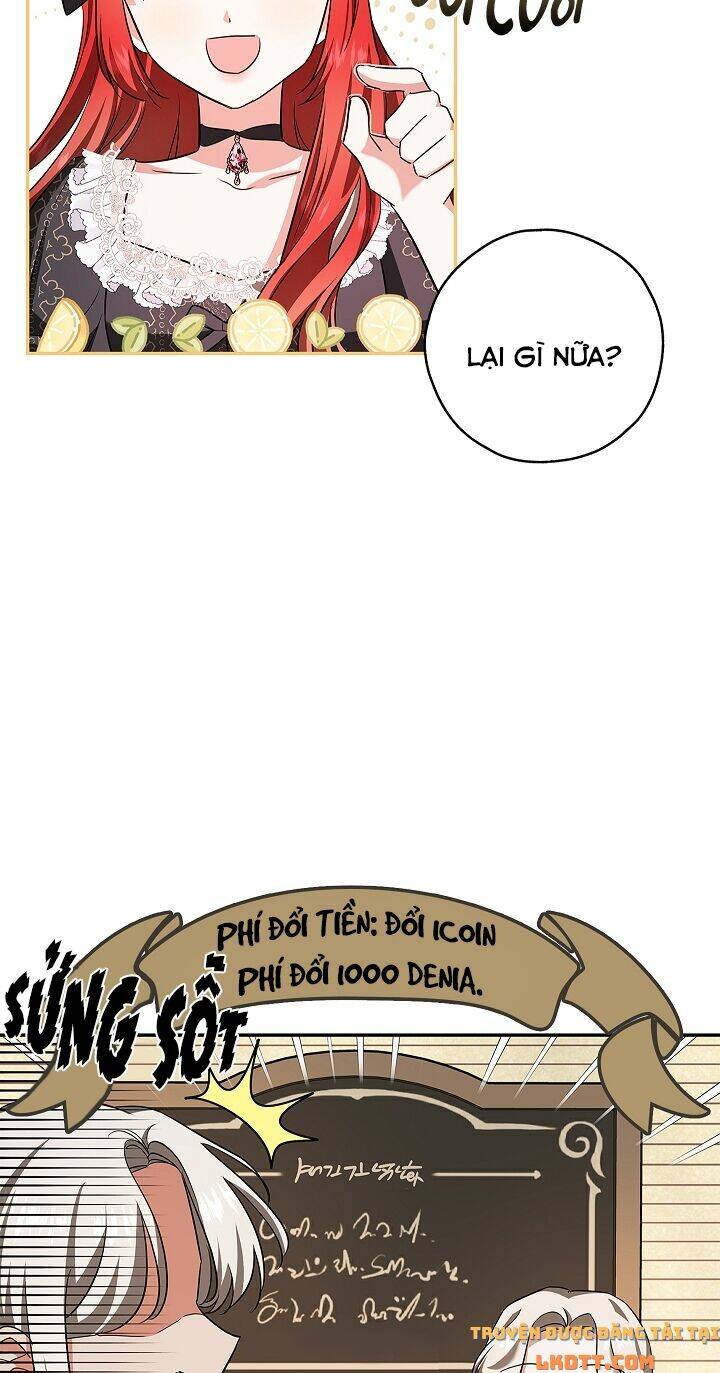 LẠI GÌ NỮA?
PHÍ ĐỔI TIỀN: ĐỔI 1COIN
PHÍ ĐỔI 1000 DENIA.
SỬNG SỐT
TRUYỆN ĐƯỢC ĐĂNG TẢI TẠI
LKDTT.COM